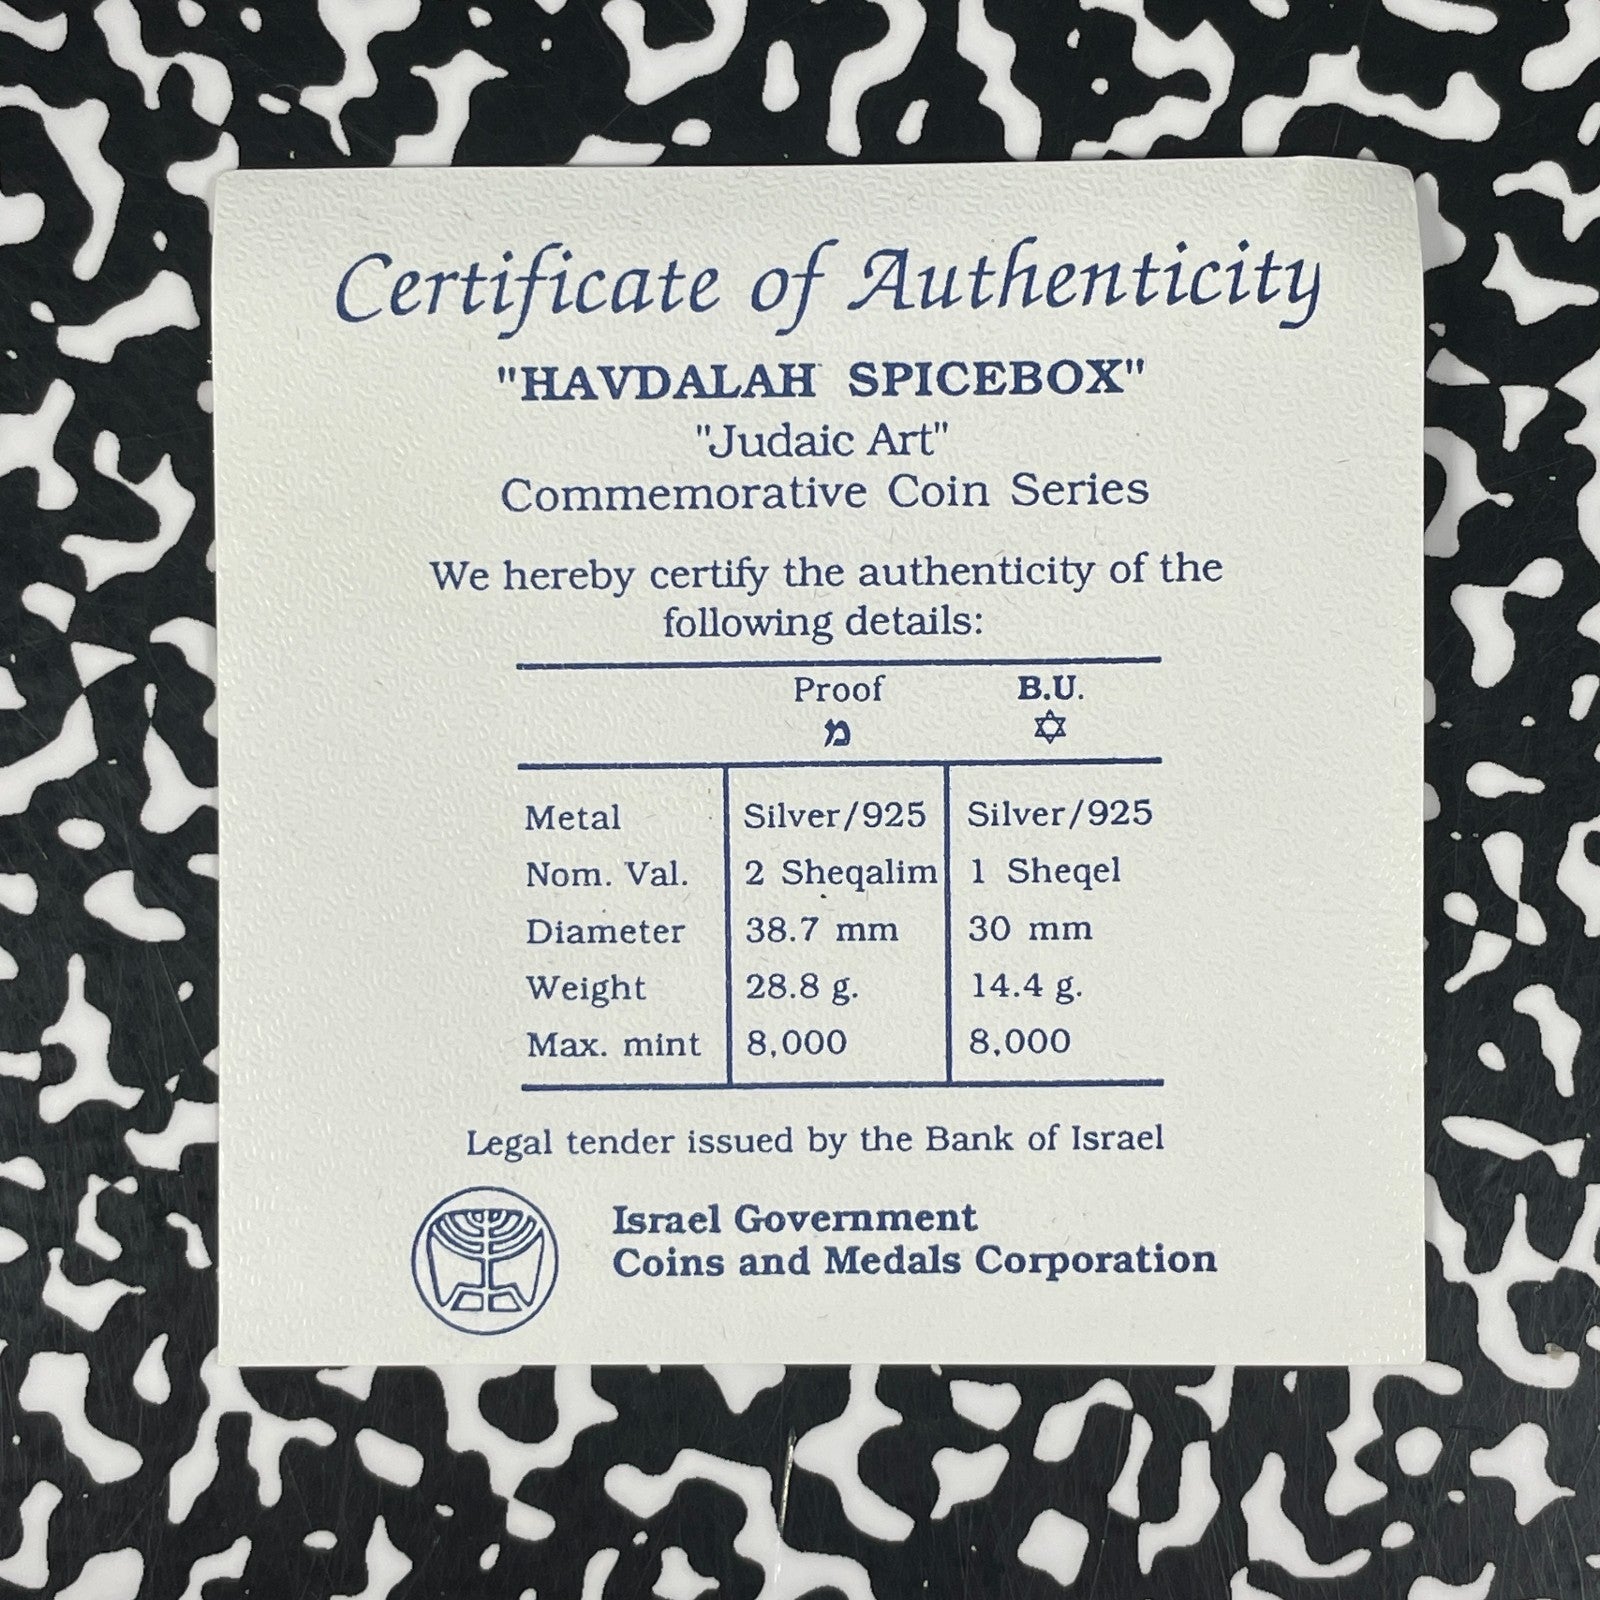 Certificate of Authenticity
"HAVDALAH SPICEBOX"
"Judaic Art"
Commemorative Coin Series
We hereby certify the authenticity of the
following details:
Proof B.U.
מ ✡
Metal Silver/925 Silver/925
Nom. Val. 2 Sheqalim 1 Sheqel
Diameter 38.7 mm 30 mm
Weight 28.8 g. 14.4 g.
Max. mint 8,000 8,000
Legal tender issued by the Bank of Israel
Israel Government
Coins and Medals Corporation